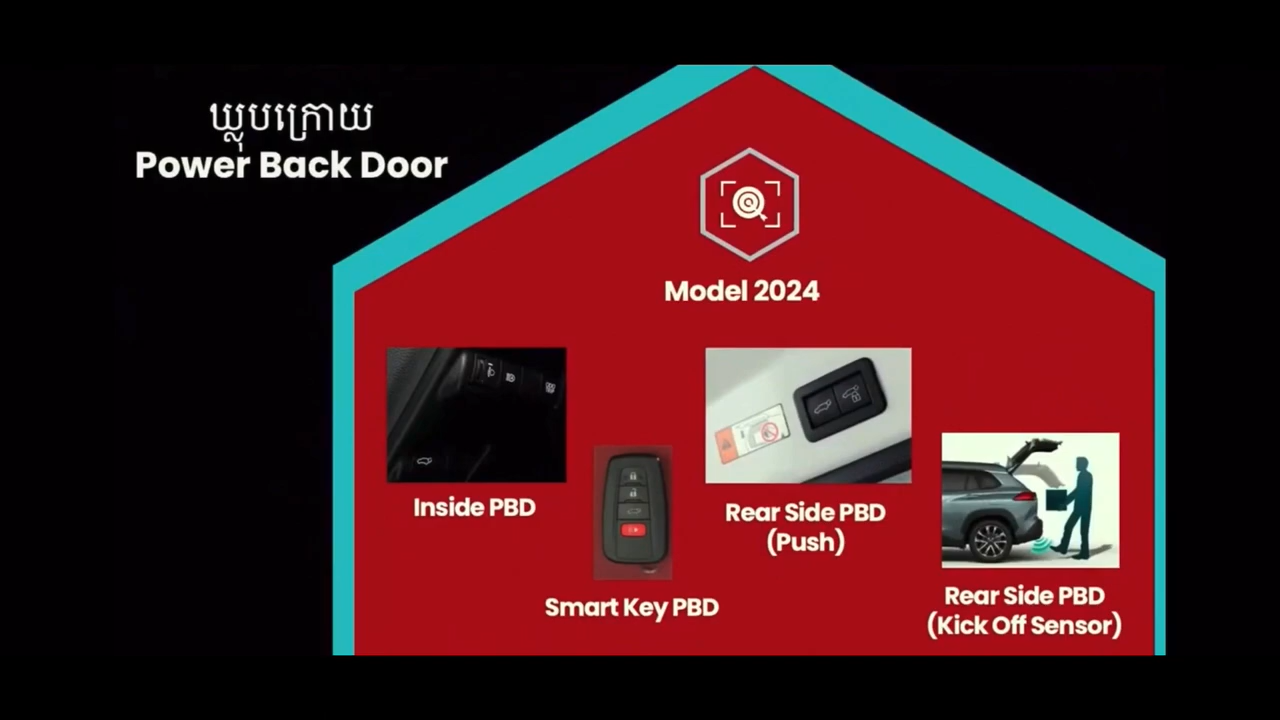 ឃ្លុបក្រោយ
Power Back Door
Model 2024
Inside PBD
Smart Key PBD
Rear Side PBD
(Push)
Rear Side PBD
(Kick Off Sensor)